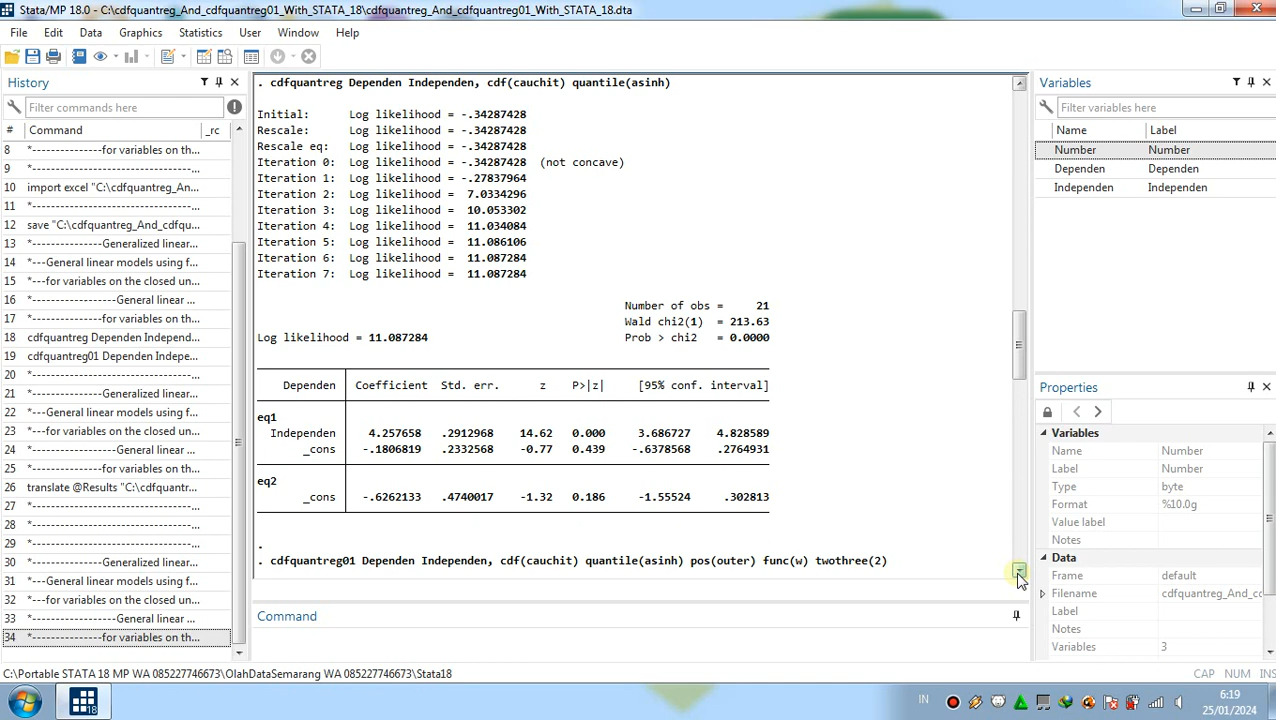 Stata/MP 18.0 - C:\cdfquantreg_And_cdfquantreg01_With_STATA_18\cdfquantreg_And_cdfquantreg01_With_STATA_18.dta
File Edit Data Graphics Statistics User Window Help
History
Filter commands here
# Command _rc
8 *---------------for variables on th...
9 *---------------------------------...
10 import excel "C:\cdfquantreg_An...
11 *---------------------------------...
12 save "C:\cdfquantreg_And_cdfqu...
13 *---------------Generalized linear...
14 *---General linear models using f...
15 *---for variables on the closed un...
16 *-----------------General linear ...
17 *---------------for variables on th...
18 cdfquantreg Dependen Independ...
19 cdfquantreg01 Dependen Indepe...
20 *---------------------------------...
21 *---------------Generalized linear...
22 *---General linear models using f...
23 *---for variables on the closed un...
24 *-----------------General linear ...
25 *---------------for variables on th...
26 translate @Results "C:\cdfquantr...
27 *---------------------------------...
28 *---------------------------------...
29 *---------------------------------...
30 *---------------Generalized linear...
31 *---General linear models using f...
32 *---for variables on the closed un...
33 *-----------------General linear ...
34 *---------------for variables on th...
. cdfquantreg Dependen Independen, cdf(cauchit) quantile(asinh)
Initial: Log likelihood = -.34287428
Rescale: Log likelihood = -.34287428
Rescale eq: Log likelihood = -.34287428
Iteration 0: Log likelihood = -.34287428 (not concave)
Iteration 1: Log likelihood = -.27837964
Iteration 2: Log likelihood = 7.0334296
Iteration 3: Log likelihood = 10.053302
Iteration 4: Log likelihood = 11.034084
Iteration 5: Log likelihood = 11.086106
Iteration 6: Log likelihood = 11.087284
Iteration 7: Log likelihood = 11.087284
Number of obs = 21
Wald chi2(1) = 213.63
Log likelihood = 11.087284 Prob > chi2 = 0.0000
Dependen Coefficient Std. err. z P>|z| [95% conf. interval]
eq1
Independen 4.257658 .2912968 14.62 0.000 3.686727 4.828589
_cons -.1806819 .2332568 -0.77 0.439 -.6378568 .2764931
eq2
_cons -.6262133 .4740017 -1.32 0.186 -1.55524 .302813
.
. cdfquantreg01 Dependen Independen, cdf(cauchit) quantile(asinh) pos(outer) func(w) twothree(2)
Command
Variables
Filter variables here
Name Label
Number Number
Dependen Dependen
Independen Independen
Properties
Variables
Name Number
Label Number
Type byte
Format %10.0g
Value label
Notes
Data
Frame default
Filename cdfquantreg_And_cc
Label
Notes
Variables 3
C:\Portable STATA 18 MP WA 085227746673\OlahDataSemarang WA 085227746673\Stata18
CAP NUM INS
18
IN
6:19
25/01/2024